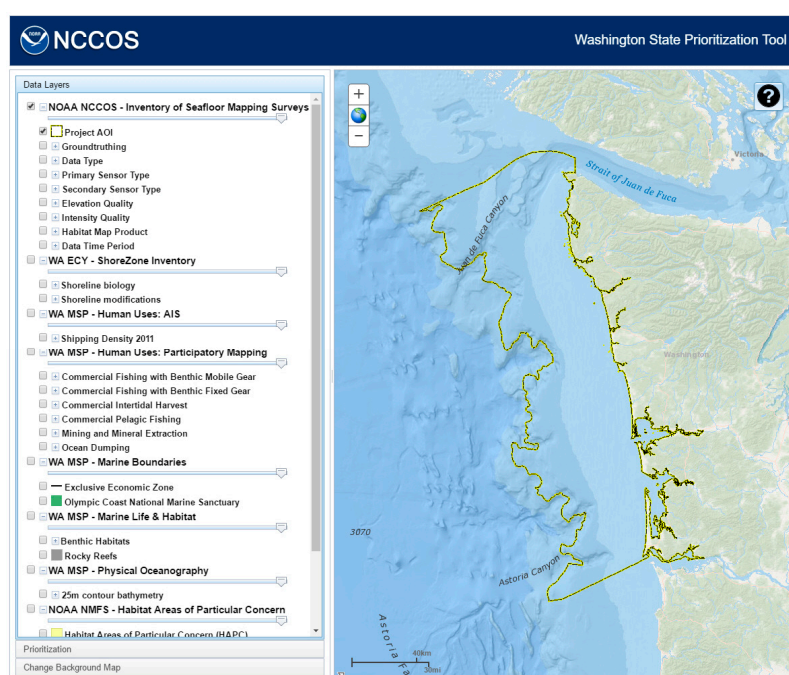 NOAA
NCCOS
Washington State Prioritization Tool
Data Layers
NOAA NCCOS - Inventory of Seafloor Mapping Surveys
Project AOI
Groundtruthing
Data Type
Primary Sensor Type
Secondary Sensor Type
Elevation Quality
Intensity Quality
Habitat Map Product
Data Time Period
WA ECY - ShoreZone Inventory
Shoreline biology
Shoreline modifications
WA MSP - Human Uses: AIS
Shipping Density 2011
WA MSP - Human Uses: Participatory Mapping
Commercial Fishing with Benthic Mobile Gear
Commercial Fishing with Benthic Fixed Gear
Commercial Intertidal Harvest
Commercial Pelagic Fishing
Mining and Mineral Extraction
Ocean Dumping
WA MSP - Marine Boundaries
Exclusive Economic Zone
Olympic Coast National Marine Sanctuary
WA MSP - Marine Life & Habitat
Benthic Habitats
Rocky Reefs
WA MSP - Physical Oceanography
25m contour bathymetry
NOAA NMFS - Habitat Areas of Particular Concern
Habitat Areas of Particular Concern (HAPC)
Prioritization
Change Background Map
+
−
?
Victoria
Strait of Juan de Fuca
Juan de Fuca Canyon
Washington
3070
Astoria Canyon
Astoria Fa
40km
30mi